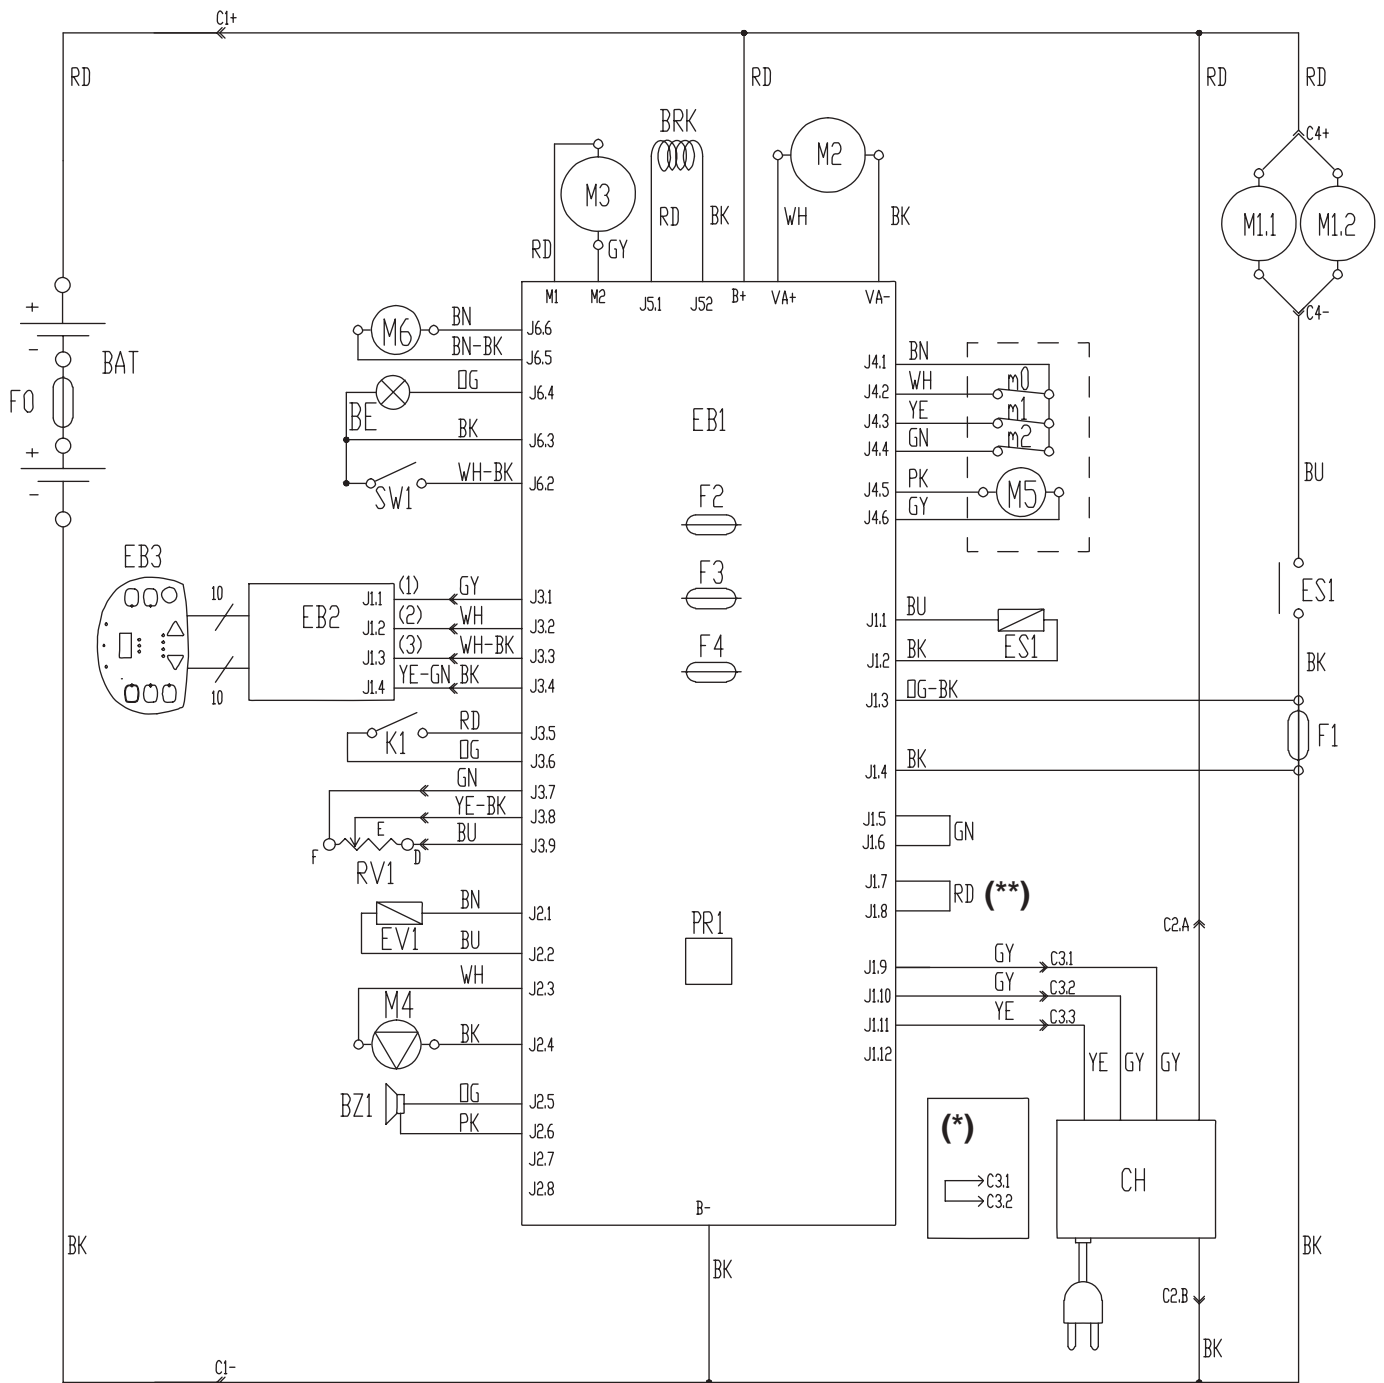 C1+
RD
RD
RD
RD
C4+
BRK
M3
M2
M1.1
M1.2
RD
BK
WH
BK
RD
GY
M1
M2
J5.1
J52
B+
VA+
VA-
C4-
+
-
BAT
F0
+
-
M6
BN
J6.6
BN-BK
J6.5
OG
J6.4
BE
BK
J6.3
WH-BK
J6.2
SW1
EB1
F2
F3
F4
J4.1
BN
J4.2
WH
m0
J4.3
YE
m1
J4.4
GN
m2
J4.5
PK
M5
J4.6
GY
BU
ES1
EB3
10
10
EB2
J1.1
(1)
GY
J3.1
J1.2
(2)
WH
J3.2
J1.3
(3)
WH-BK
J3.3
J1.4
YE-GN
BK
J3.4
J1.1
BU
ES1
J1.2
BK
BK
J1.3
OG-BK
F1
J1.4
BK
K1
RD
J3.5
OG
J3.6
GN
J3.7
YE-BK
J3.8
E
BU
J3.9
F
D
RV1
J1.5
J1.6
GN
J1.7
J1.8
RD (**)
BN
J2.1
EV1
BU
J2.2
WH
J2.3
M4
BK
J2.4
BZ1
OG
J2.5
PK
J2.6
J2.7
J2.8
PR1
C2.A
J1.9
GY
C3.1
J1.10
GY
C3.2
J1.11
YE
C3.3
J1.12
YE
GY
GY
(*)
C3.1
C3.2
CH
B-
BK
BK
BK
C2.B
BK
C1-